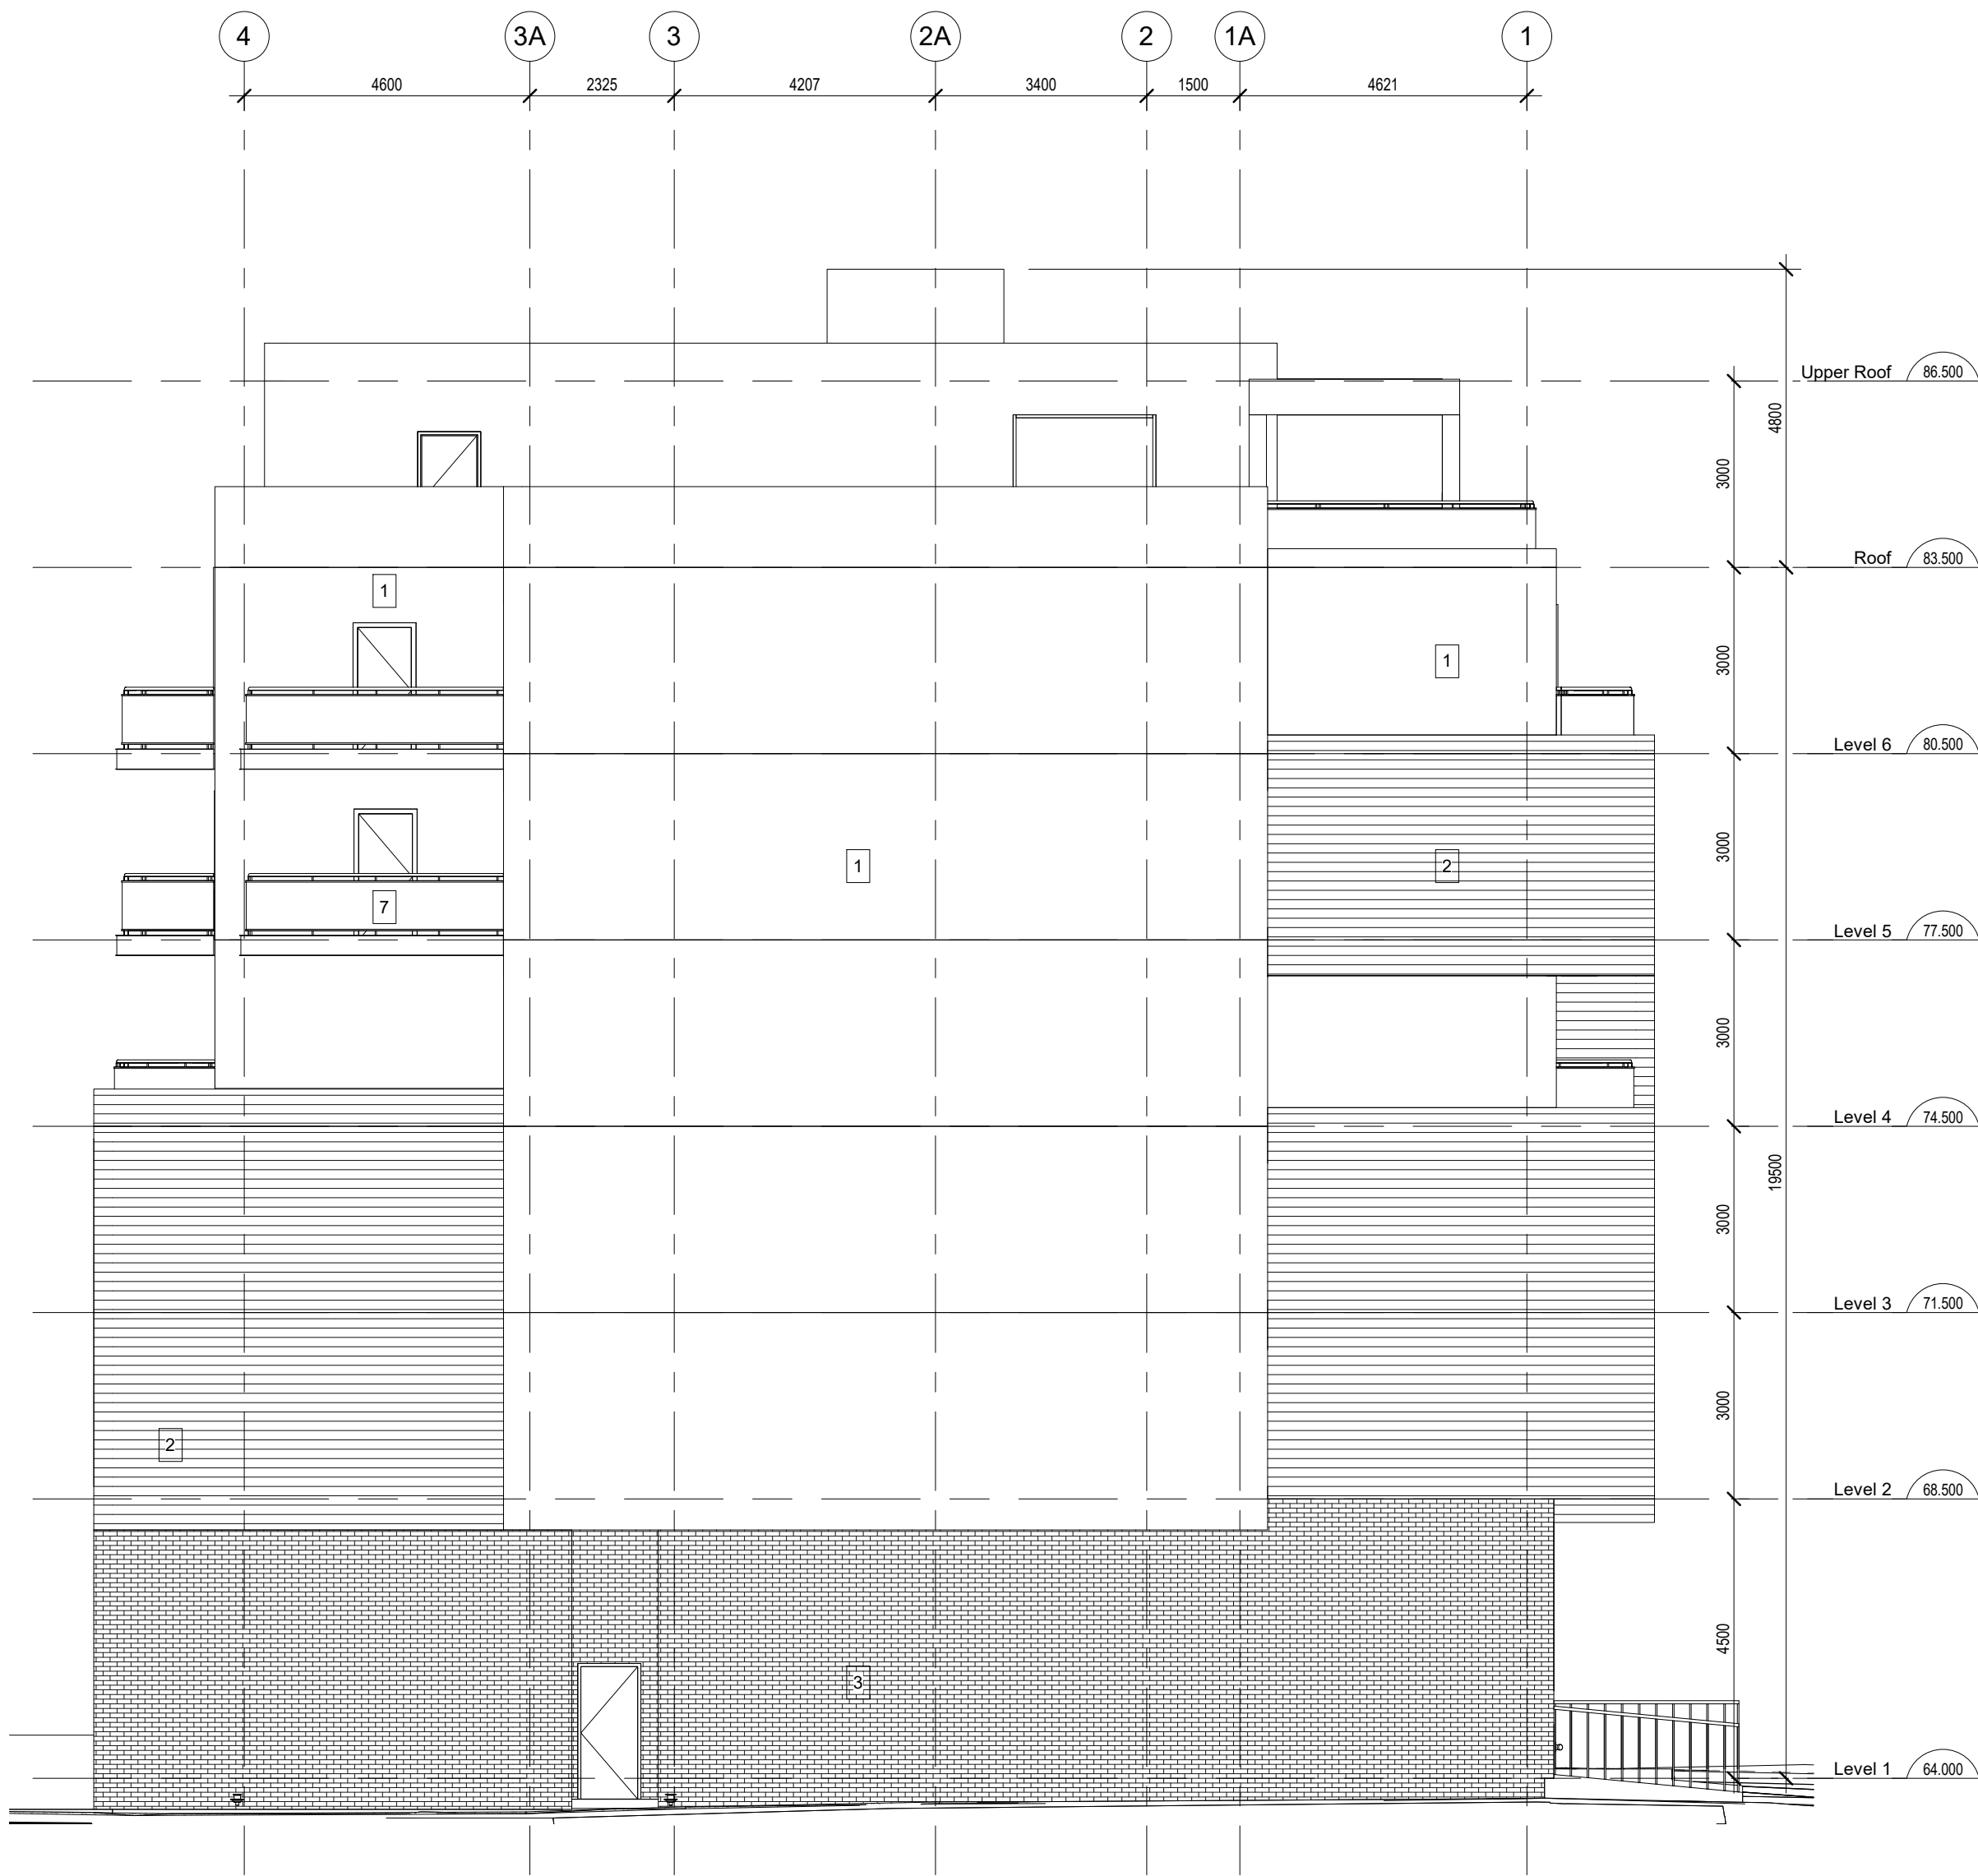 4 3A 3 2A 2 1A 1
4600 2325 4207 3400 1500 4621
Upper Roof 86.500
4800
3000
Roof 83.500
1
3000
1
Level 6 80.500
3000
1
2
7
Level 5 77.500
3000
Level 4 74.500
19500
3000
Level 3 71.500
3000
2
Level 2 68.500
4500
3
Level 1 64.000